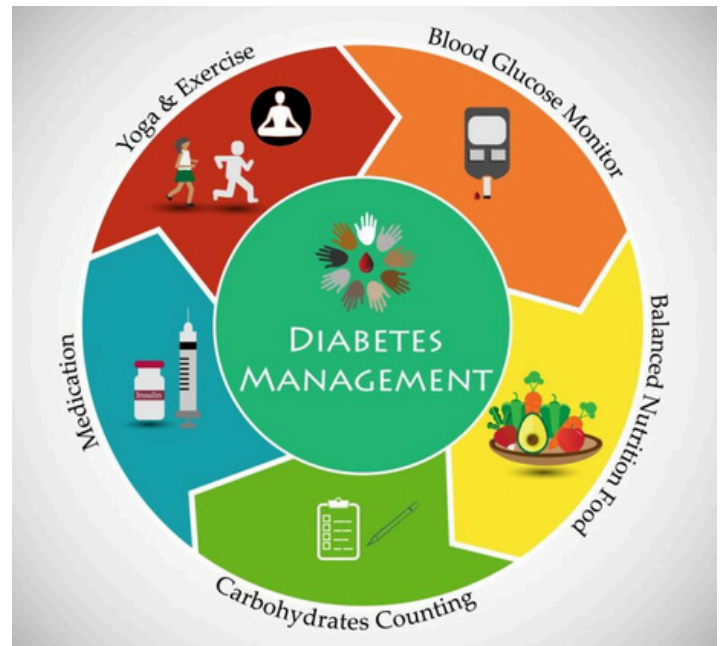 Yoga & Exercise
Blood Glucose Monitor
Balanced Nutrition Food
Carbohydrates Counting
Medication
Insulin
DIABETES
MANAGEMENT